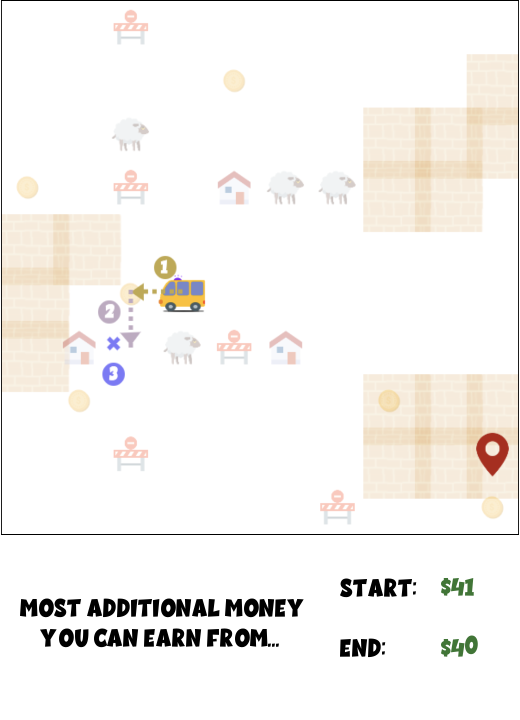 1
2
3
START: $41
MOST ADDITIONAL MONEY
YOU CAN EARN FROM...
END: $40